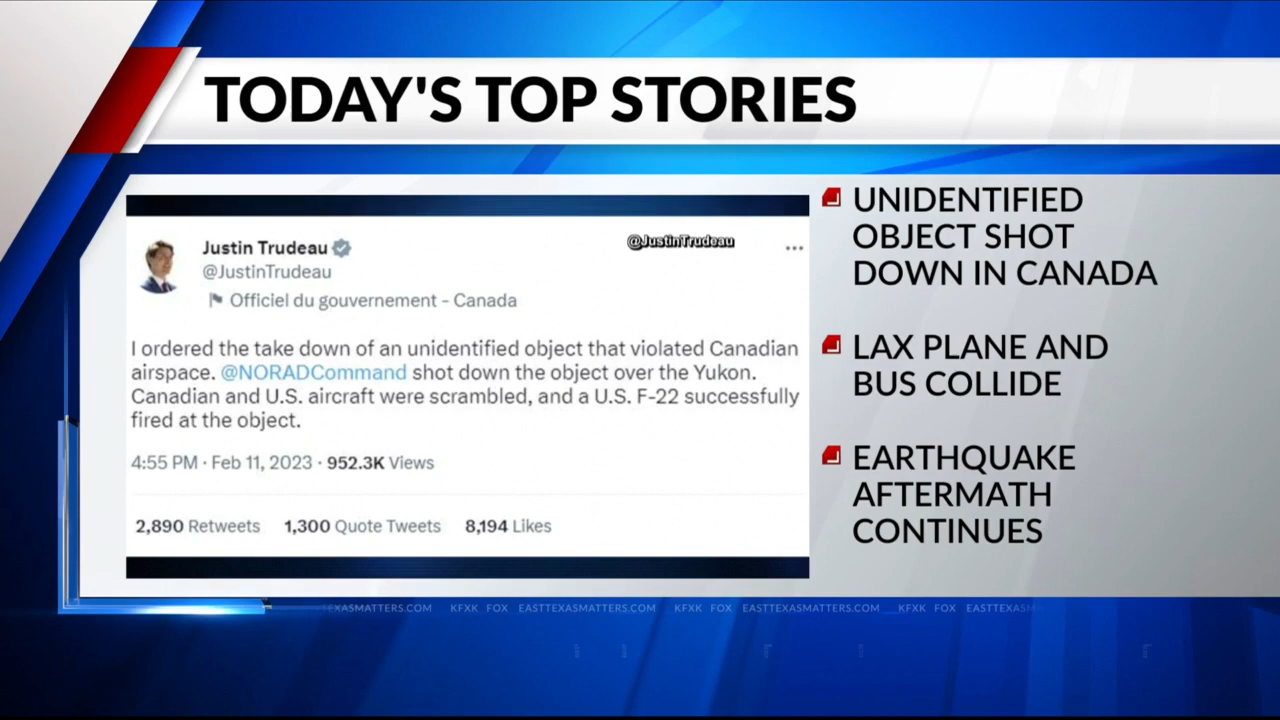 TODAY'S TOP STORIES
Justin Trudeau
@JustinTrudeau
@JustinTrudeau
Officiel du gouvernement - Canada
I ordered the take down of an unidentified object that violated Canadian
airspace. @NORADCommand shot down the object over the Yukon.
Canadian and U.S. aircraft were scrambled, and a U.S. F-22 successfully
fired at the object.
4:55 PM · Feb 11, 2023 · 952.3K Views
2,890 Retweets 1,300 Quote Tweets 8,194 Likes
UNIDENTIFIED
OBJECT SHOT
DOWN IN CANADA
LAX PLANE AND
BUS COLLIDE
EARTHQUAKE
AFTERMATH
CONTINUES
TEXASMATTERS.COM KFXK FOX EASTTEXASMATTERS.COM KFXK FOX EASTTEXASMATTERS.COM KFXK FOX EASTTEXASM